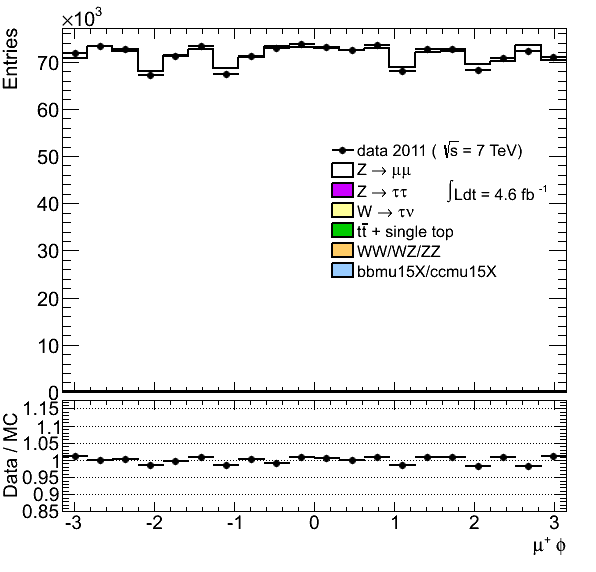 ×10³
Entries
70
60
50
40
30
20
10
0
data 2011 ( √s = 7 TeV)
Z → μμ
Z → ττ
∫Ldt = 4.6 fb⁻¹
W → τν
tt̄ + single top
WW/WZ/ZZ
bbmu15X/ccmu15X
Data / MC
1.15
1.1
1.05
1
0.95
0.9
0.85
-3 -2 -1 0 1 2 3
μ⁺ ϕ